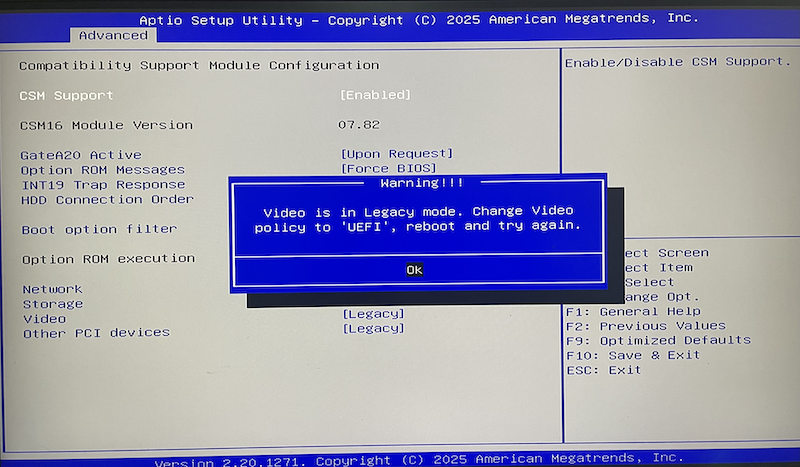 Aptio Setup Utility – Copyright (C) 2025 American Megatrends, Inc.
Advanced
Compatibility Support Module Configuration
Enable/Disable CSM Support.
CSM Support [Enabled]
CSM16 Module Version 07.82
GateA20 Active [Upon Request]
Option ROM Messages [Force BIOS]
INT19 Trap Response
HDD Connection Order
Boot option filter
Option ROM execution
Network
Storage
Video [Legacy]
Other PCI devices [Legacy]
Warning!!!
Video is in Legacy mode. Change Video
policy to 'UEFI', reboot and try again.
Ok
ect Screen
ect Item
Select
ange Opt.
F1: General Help
F2: Previous Values
F9: Optimized Defaults
F10: Save & Exit
ESC: Exit
Version 2.20.1271. Copyright (C) 2025 American Megatrends, Inc.